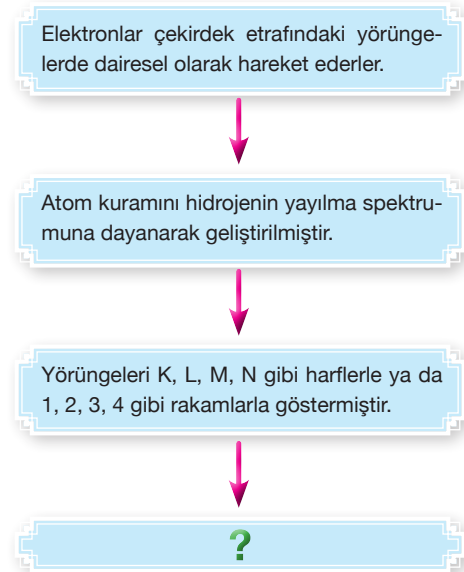 Elektronlar çekirdek etrafındaki yörünge-
lerde dairesel olarak hareket ederler.
Atom kuramını hidrojenin yayılma spektru-
muna dayanarak geliştirilmiştir.
Yörüngeleri K, L, M, N gibi harflerle ya da
1, 2, 3, 4 gibi rakamlarla göstermiştir.
?